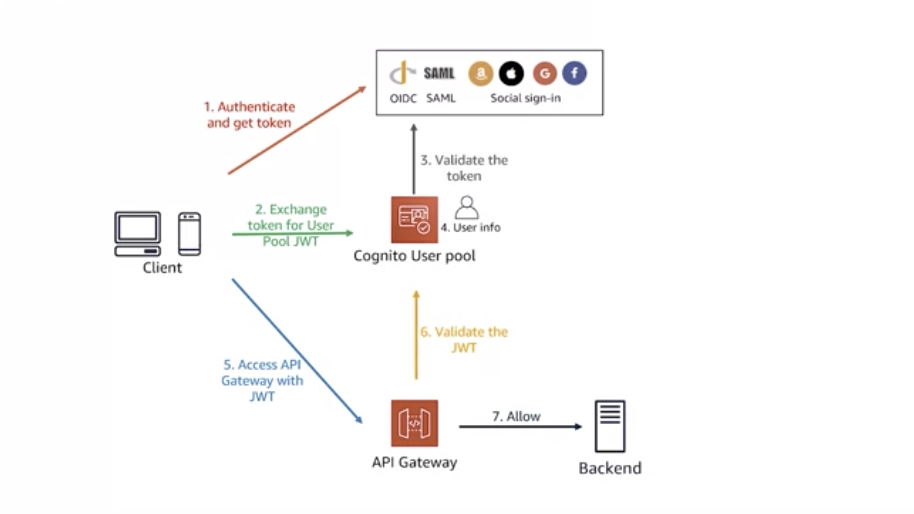 SAML
a
G
f
OIDC SAML Social sign-in
1. Authenticate
and get token
3. Validate the
token
2. Exchange
token for User
Pool JWT
4. User info
Cognito User pool
Client
6. Validate the
JWT
5. Access API
Gateway with
JWT
</>
7. Allow
API Gateway
Backend